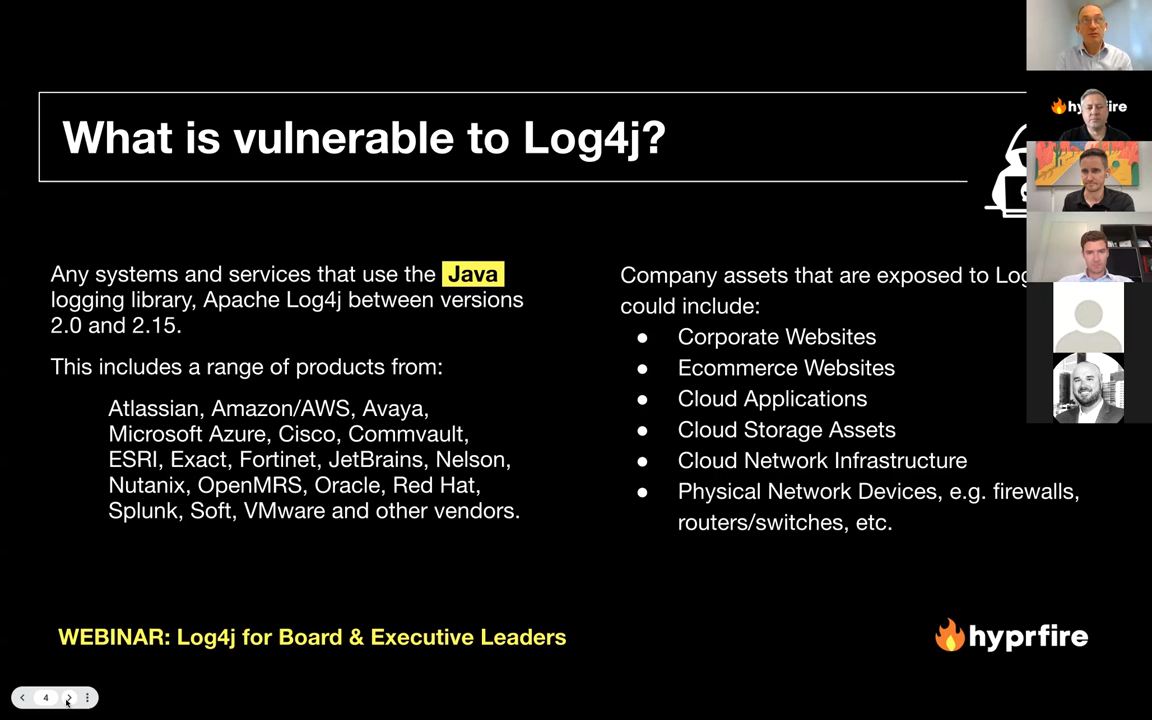 What is vulnerable to Log4j?
Any systems and services that use the Java
logging library, Apache Log4j between versions
2.0 and 2.15.
This includes a range of products from:
Atlassian, Amazon/AWS, Avaya,
Microsoft Azure, Cisco, Commvault,
ESRI, Exact, Fortinet, JetBrains, Nelson,
Nutanix, OpenMRS, Oracle, Red Hat,
Splunk, Soft, VMware and other vendors.
Company assets that are exposed to Log
could include:
● Corporate Websites
● Ecommerce Websites
● Cloud Applications
● Cloud Storage Assets
● Cloud Network Infrastructure
● Physical Network Devices, e.g. firewalls,
routers/switches, etc.
WEBINAR: Log4j for Board & Executive Leaders
hyprfire
4